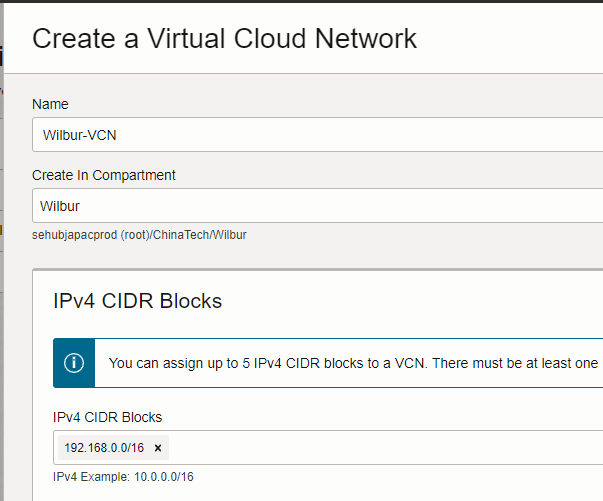 Create a Virtual Cloud Network
Name
Wilbur-VCN
Create In Compartment
Wilbur
sehubjapacprod (root)/ChinaTech/Wilbur
IPv4 CIDR Blocks
You can assign up to 5 IPv4 CIDR blocks to a VCN. There must be at least one
IPv4 CIDR Blocks
192.168.0.0/16 ×
IPv4 Example: 10.0.0.0/16